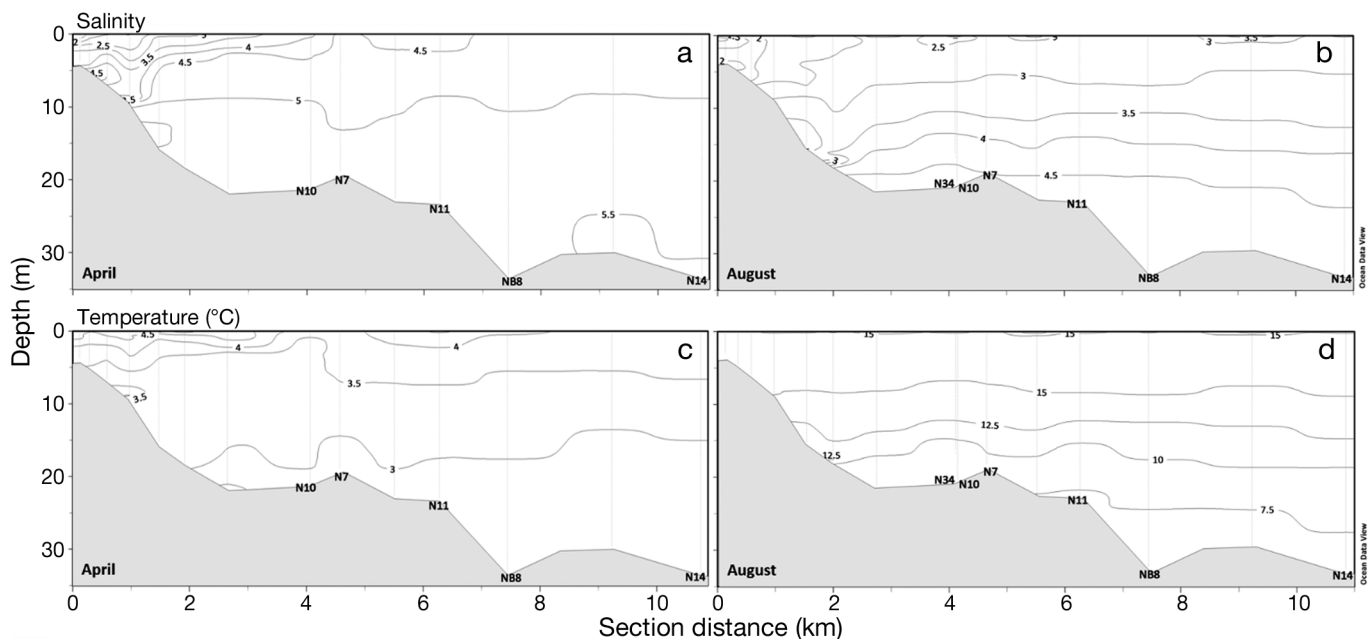 Salinity
0
10
20
30
a
2
2.5
3.5
4
4.5
4.5
4.5
5
5.5
N10
N7
N11
NB8
N14
April
b
2
2
2.5
3
3.5
3
3.5
4
3
4.5
N34
N10
N7
N11
NB8
N14
August
Ocean Data View
Depth (m)
Temperature (°C)
0
10
20
30
c
4.5
4
4
3.5
3.5
3
N10
N7
N11
NB8
N14
April
d
15
15
15
15
12.5
12.5
10
7.5
N34
N10
N7
N11
NB8
N14
August
Ocean Data View
0 2 4 6 8 10
0 2 4 6 8 10
Section distance (km)